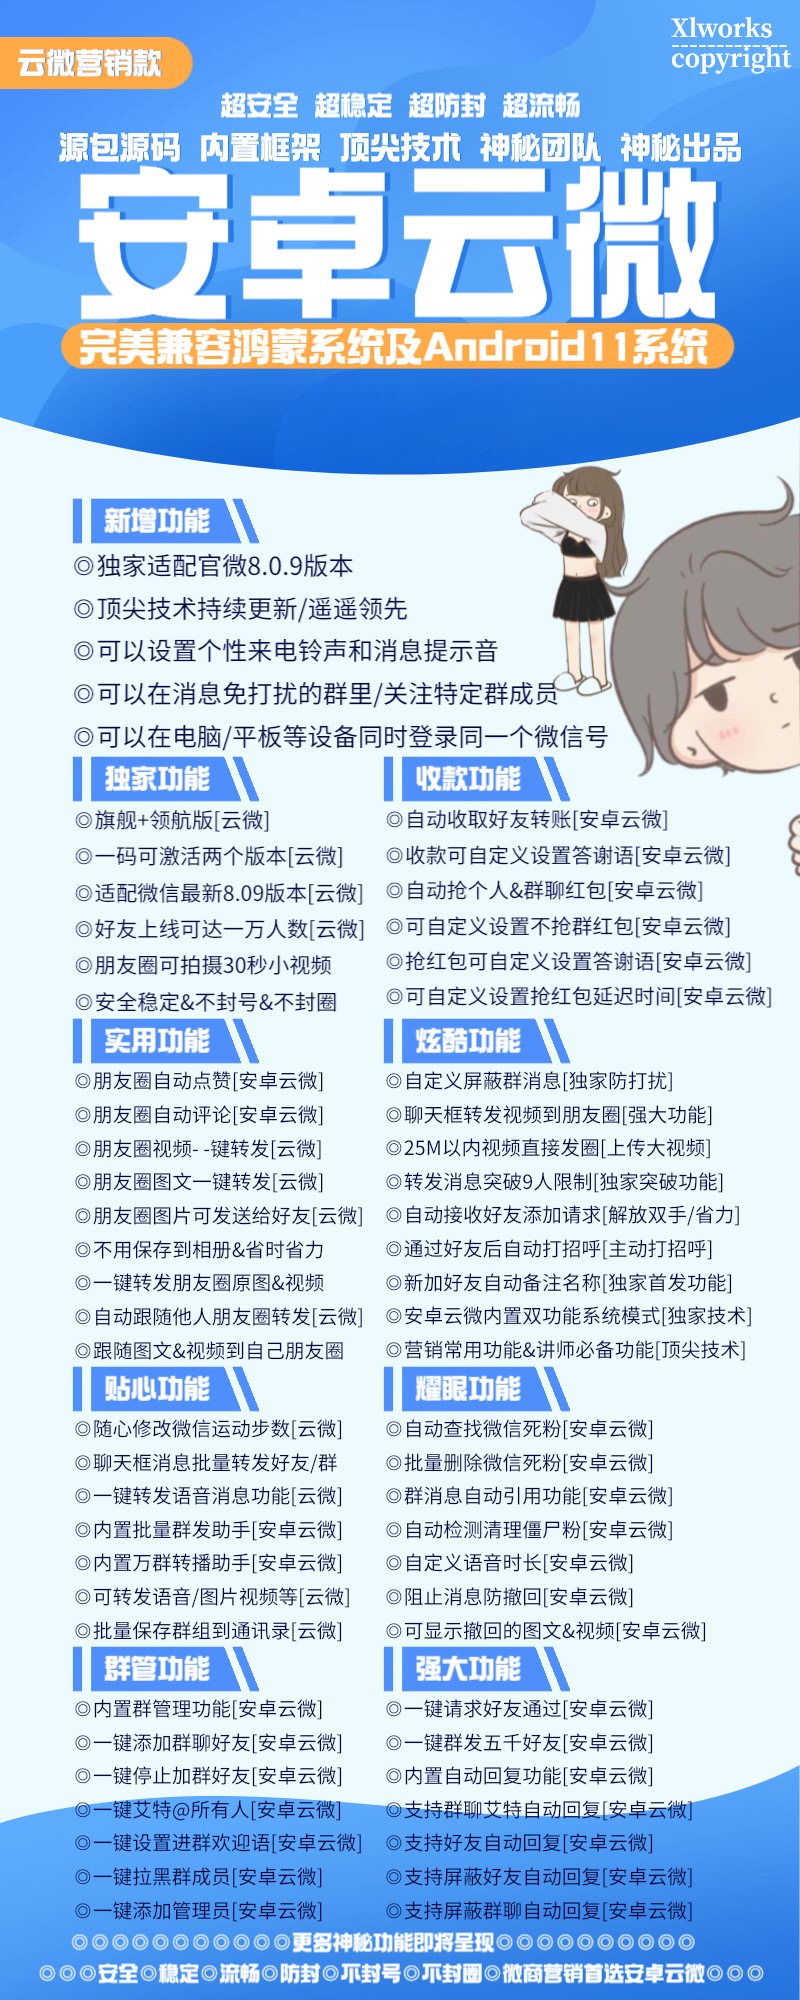 Xlworks
copyright
云微营销款
超安全 超稳定 超防封 超流畅
源包源码 内置框架 顶尖技术 神秘团队 神秘出品
安卓云微
完美兼容鸿蒙系统及Android11系统
新增功能
◎独家适配官微8.0.9版本
◎顶尖技术持续更新/遥遥领先
◎可以设置个性来电铃声和消息提示音
◎可以在消息免打扰的群里/关注特定群成员
◎可以在电脑/平板等设备同时登录同一个微信号
独家功能
◎旗舰+领航版[云微]
◎一码可激活两个版本[云微]
◎适配微信最新8.09版本[云微]
◎好友上线可达一万人数[云微]
◎朋友圈可拍摄30秒小视频
◎安全稳定&不封号&不封圈
收款功能
◎自动收取好友转账[安卓云微]
◎收款可自定义设置答谢语[安卓云微]
◎自动抢个人&群聊红包[安卓云微]
◎可自定义设置不抢群红包[安卓云微]
◎抢红包可自定义设置答谢语[安卓云微]
◎可自定义设置抢红包延迟时间[安卓云微]
实用功能
◎朋友圈自动点赞[安卓云微]
◎朋友圈自动评论[安卓云微]
◎朋友圈视频- -键转发[云微]
◎朋友圈图文一键转发[云微]
◎朋友圈图片可发送给好友[云微]
◎不用保存到相册&省时省力
◎一键转发朋友圈原图&视频
◎自动跟随他人朋友圈转发[云微]
◎跟随图文&视频到自己朋友圈
炫酷功能
◎自定义屏蔽群消息[独家防打扰]
◎聊天框转发视频到朋友圈[强大功能]
◎25M以内视频直接发圈[上传大视频]
◎转发消息突破9人限制[独家突破功能]
◎自动接收好友添加请求[解放双手/省力]
◎通过好友后自动打招呼[主动打招呼]
◎新加好友自动备注名称[独家首发功能]
◎安卓云微内置双功能系统模式[独家技术]
◎营销常用功能&讲师必备功能[顶尖技术]
贴心功能
◎随心修改微信运动步数[云微]
◎聊天框消息批量转发好友/群
◎一键转发语音消息功能[云微]
◎内置批量群发助手[安卓云微]
◎内置万群转播助手[安卓云微]
◎可转发语音/图片视频等[云微]
◎批量保存群组到通讯录[云微]
耀眼功能
◎自动查找微信死粉[安卓云微]
◎批量删除微信死粉[安卓云微]
◎群消息自动引用功能[安卓云微]
◎自动检测清理僵尸粉[安卓云微]
◎自定义语音时长[安卓云微]
◎阻止消息防撤回[安卓云微]
◎可显示撤回的图文&视频[安卓云微]
群管功能
◎内置群管理功能[安卓云微]
◎一键添加群聊好友[安卓云微]
◎一键停止加群好友[安卓云微]
◎一键艾特@所有人[安卓云微]
◎一键设置进群欢迎语[安卓云微]
◎一键拉黑群成员[安卓云微]
◎一键添加管理员[安卓云微]
强大功能
◎一键请求好友通过[安卓云微]
◎一键群发五千好友[安卓云微]
◎内置自动回复功能[安卓云微]
◎支持群聊艾特自动回复[安卓云微]
◎支持好友自动回复[安卓云微]
◎支持屏蔽好友自动回复[安卓云微]
◎支持屏蔽群聊自动回复[安卓云微]
◎◎◎◎◎◎◎◎◎◎◎更多神秘功能即将呈现◎◎◎◎◎◎◎◎◎◎
◎◎◎安全◎稳定◎流畅◎防封◎不封号◎不封圈◎微商营销首选安卓云微◎◎◎